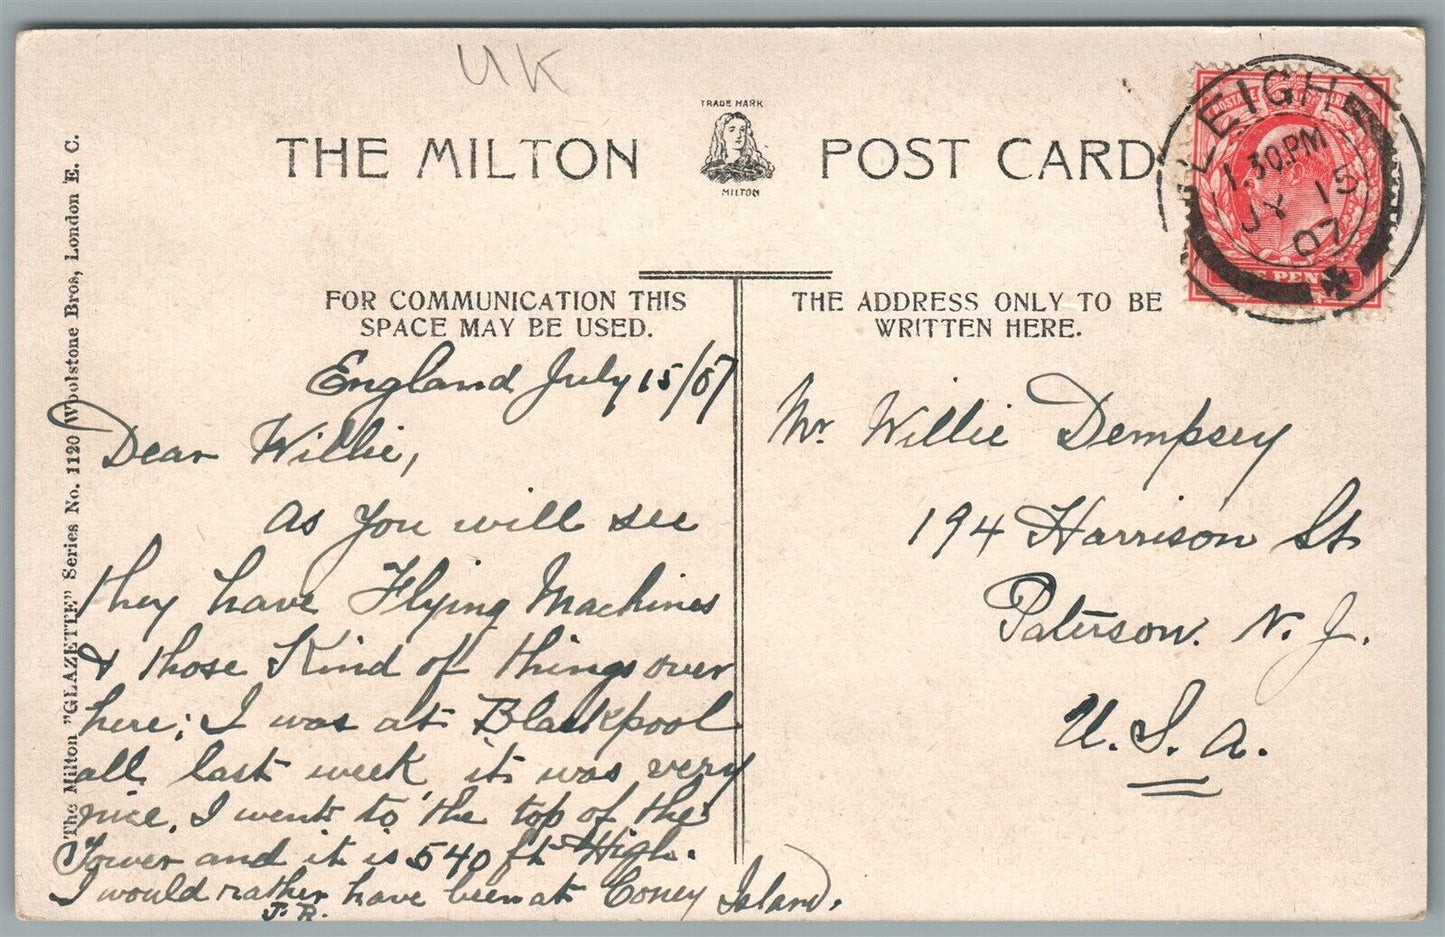 UK
TRADE MARK
THE MILTON POST CARD
MILTON
LEIGH
1.30.PM
JY 15
07
POSTAGE
PENNY
FOR COMMUNICATION THIS
SPACE MAY BE USED.
THE ADDRESS ONLY TO BE
WRITTEN HERE.
The Milton "GLAZETTE" Series No. 1120 Woolstone Bros, London E. C.
England July 15/07
Dear Willie,
As you will see
they have Flying Machines
& those Kind of things over
here; I was at Blackpool
all last week it was very
nice. I went to the top of the
Tower and it is 540 ft High.
I would rather have been at Coney Island.
J. R.
Mr Willie Dempsey
194 Harrison St
Paterson. N. J.
U. S. A.